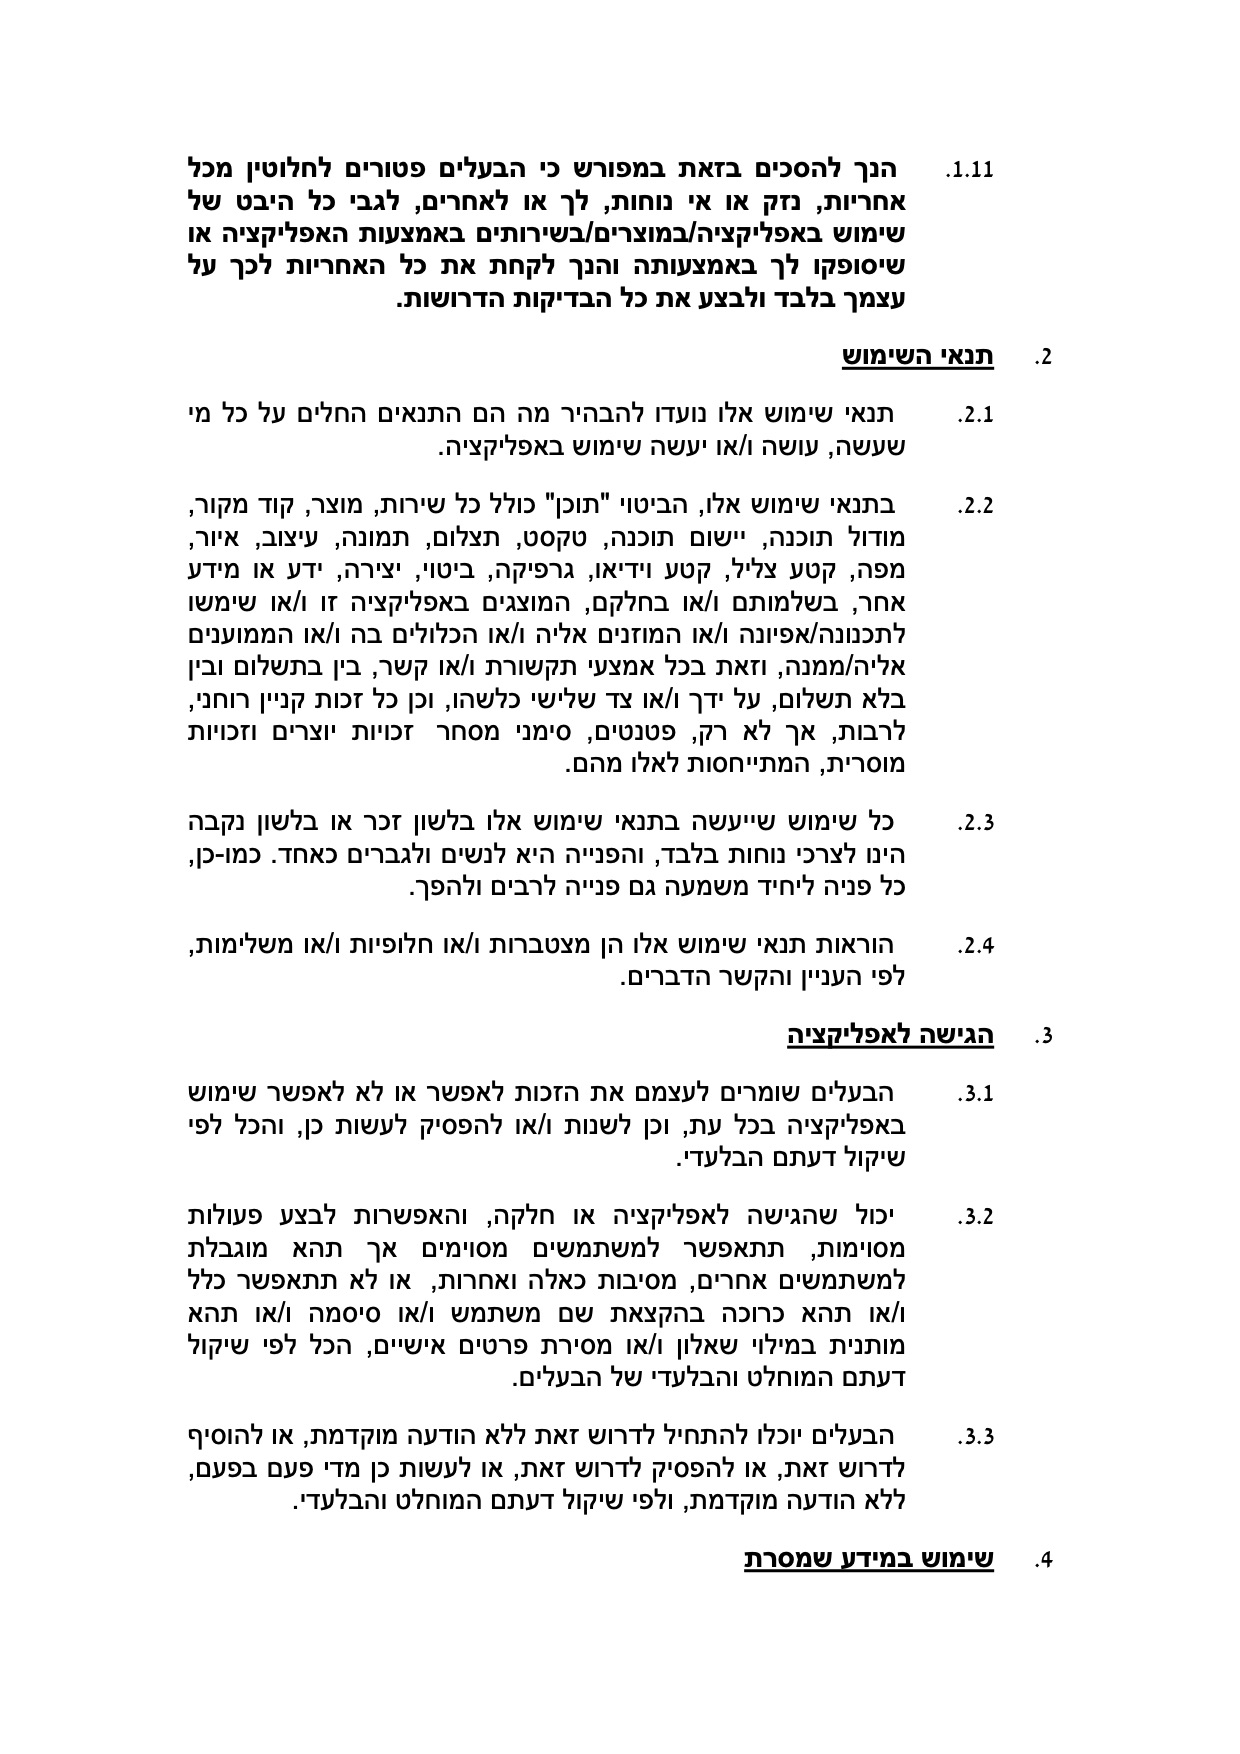 1.11. הנך להסכים בזאת במפורש כי הבעלים פטורים לחלוטין מכל
אחריות, נזק או אי נוחות, לך או לאחרים, לגבי כל היבט של
שימוש באפליקציה/במוצרים/בשירותים באמצעות האפליקציה או
שיסופקו לך באמצעותה והנך לקחת את כל האחריות לכך על
עצמך בלבד ולבצע את כל הבדיקות הדרושות.
2. תנאי השימוש
2.1. תנאי שימוש אלו נועדו להבהיר מה הם התנאים החלים על כל מי
שעשה, עושה ו/או יעשה שימוש באפליקציה.
2.2. בתנאי שימוש אלו, הביטוי "תוכן" כולל כל שירות, מוצר, קוד מקור,
מודול תוכנה, יישום תוכנה, טקסט, תצלום, תמונה, עיצוב, איור,
מפה, קטע צליל, קטע וידיאו, גרפיקה, ביטוי, יצירה, ידע או מידע
אחר, בשלמותם ו/או בחלקם, המוצגים באפליקציה זו ו/או שימשו
לתכנונה/אפיונה ו/או המוזנים אליה ו/או הכלולים בה ו/או הממוענים
אליה/ממנה, וזאת בכל אמצעי תקשורת ו/או קשר, בין בתשלום ובין
בלא תשלום, על ידך ו/או צד שלישי כלשהו, וכן כל זכות קניין רוחני,
לרבות, אך לא רק, פטנטים, סימני מסחר זכויות יוצרים וזכויות
מוסרית, המתייחסות לאלו מהם.
2.3. כל שימוש שייעשה בתנאי שימוש אלו בלשון זכר או בלשון נקבה
הינו לצרכי נוחות בלבד, והפנייה היא לנשים ולגברים כאחד. כמו-כן,
כל פניה ליחיד משמעה גם פנייה לרבים ולהפך.
2.4. הוראות תנאי שימוש אלו הן מצטברות ו/או חלופיות ו/או משלימות,
לפי העניין והקשר הדברים.
3. הגישה לאפליקציה
3.1. הבעלים שומרים לעצמם את הזכות לאפשר או לא לאפשר שימוש
באפליקציה בכל עת, וכן לשנות ו/או להפסיק לעשות כן, והכל לפי
שיקול דעתם הבלעדי.
3.2. יכול שהגישה לאפליקציה או חלקה, והאפשרות לבצע פעולות
מסוימות, תתאפשר למשתמשים מסוימים אך תהא מוגבלת
למשתמשים אחרים, מסיבות כאלה ואחרות, או לא תתאפשר כלל
ו/או תהא כרוכה בהקצאת שם משתמש ו/או סיסמה ו/או תהא
מותנית במילוי שאלון ו/או מסירת פרטים אישיים, הכל לפי שיקול
דעתם המוחלט והבלעדי של הבעלים.
3.3. הבעלים יוכלו להתחיל לדרוש זאת ללא הודעה מוקדמת, או להוסיף
לדרוש זאת, או להפסיק לדרוש זאת, או לעשות כן מדי פעם בפעם,
ללא הודעה מוקדמת, ולפי שיקול דעתם המוחלט והבלעדי.
4. שימוש במידע שמסרת